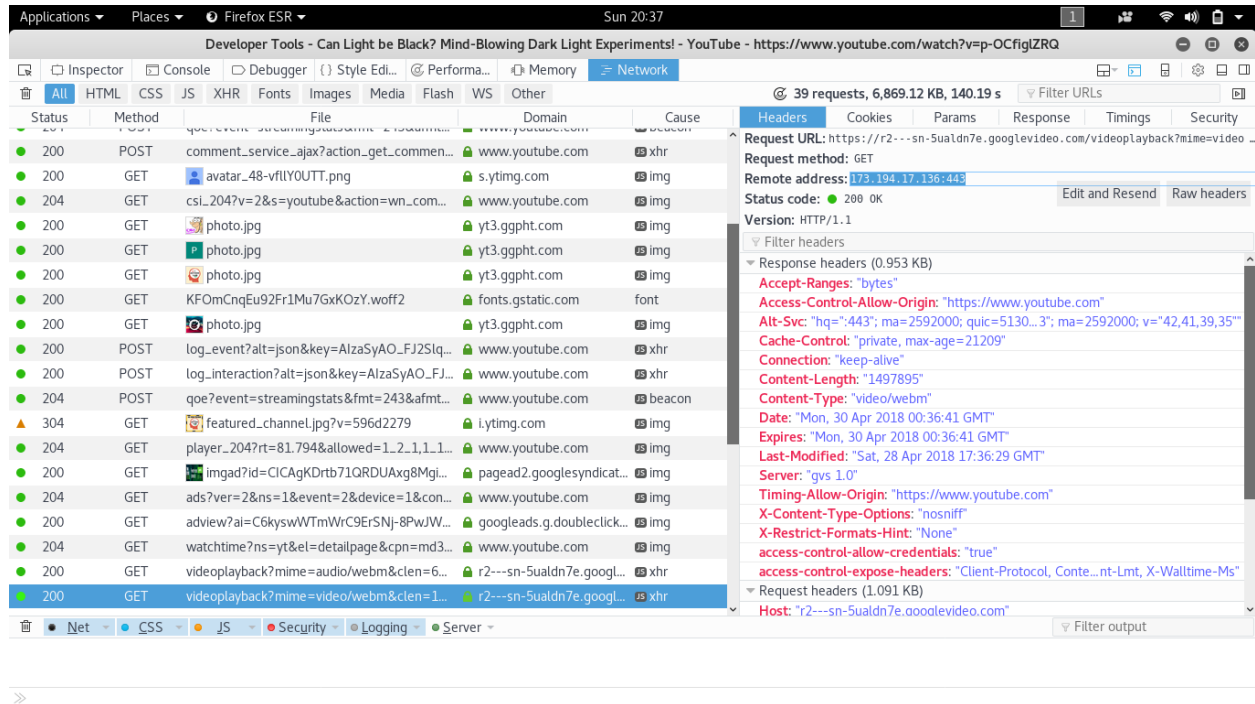 Applications Places Firefox ESR Sun 20:37 1
Developer Tools - Can Light be Black? Mind-Blowing Dark Light Experiments! - YouTube - https://www.youtube.com/watch?v=p-OCfiglZRQ
Inspector Console Debugger {} Style Edi... Performa... Memory Network
All HTML CSS JS XHR Fonts Images Media Flash WS Other 39 requests, 6,869.12 KB, 140.19 s Filter URLs
Status Method File Domain Cause
200 POST comment_service_ajax?action_get_commen... www.youtube.com JS xhr
200 GET avatar_48-vfllY0UTT.png s.ytimg.com JS img
204 GET csi_204?v=2&s=youtube&action=wn_com... www.youtube.com JS img
200 GET photo.jpg yt3.ggpht.com JS img
200 GET P photo.jpg yt3.ggpht.com JS img
200 GET photo.jpg yt3.ggpht.com JS img
200 GET KFOmCnqEu92Fr1Mu7GxKOzY.woff2 fonts.gstatic.com font
200 GET photo.jpg yt3.ggpht.com JS img
200 POST log_event?alt=json&key=AIzaSyAO_FJ2Slq... www.youtube.com JS xhr
200 POST log_interaction?alt=json&key=AIzaSyAO_FJ... www.youtube.com JS xhr
204 POST qoe?event=streamingstats&fmt=243&afmt... www.youtube.com JS beacon
304 GET featured_channel.jpg?v=596d2279 i.ytimg.com JS img
204 GET player_204?rt=81.794&allowed=1_2_1,1_1... www.youtube.com JS img
200 GET imgad?id=CICAgKDrtb71QRDUAxg8Mgi... pagead2.googlesyndicat... JS img
204 GET ads?ver=2&ns=1&event=2&device=1&con... www.youtube.com JS img
200 GET adview?ai=C6kyswWTmWrC9ErSNj-8PwJW... googleads.g.doubleclick... JS img
204 GET watchtime?ns=yt&el=detailpage&cpn=md3... www.youtube.com JS img
200 GET videoplayback?mime=audio/webm&clen=6... r2---sn-5ualdn7e.googl... JS xhr
200 GET videoplayback?mime=video/webm&clen=1... r2---sn-5ualdn7e.googl... JS xhr
Headers Cookies Params Response Timings Security
Request URL: https://r2---sn-5ualdn7e.googlevideo.com/videoplayback?mime=video ...
Request method: GET
Remote address: 173.194.17.136:443
Status code: 200 OK Edit and Resend Raw headers
Version: HTTP/1.1
Filter headers
Response headers (0.953 KB)
Accept-Ranges: "bytes"
Access-Control-Allow-Origin: "https://www.youtube.com"
Alt-Svc: "hq=":443"; ma=2592000; quic=5130...3"; ma=2592000; v="42,41,39,35""
Cache-Control: "private, max-age=21209"
Connection: "keep-alive"
Content-Length: "1497895"
Content-Type: "video/webm"
Date: "Mon, 30 Apr 2018 00:36:41 GMT"
Expires: "Mon, 30 Apr 2018 00:36:41 GMT"
Last-Modified: "Sat, 28 Apr 2018 17:36:29 GMT"
Server: "gvs 1.0"
Timing-Allow-Origin: "https://www.youtube.com"
X-Content-Type-Options: "nosniff"
X-Restrict-Formats-Hint: "None"
access-control-allow-credentials: "true"
access-control-expose-headers: "Client-Protocol, Conte...nt-Lmt, X-Walltime-Ms"
Request headers (1.091 KB)
Host: "r2---sn-5ualdn7e.googlevideo.com"
Net CSS JS Security Logging Server Filter output